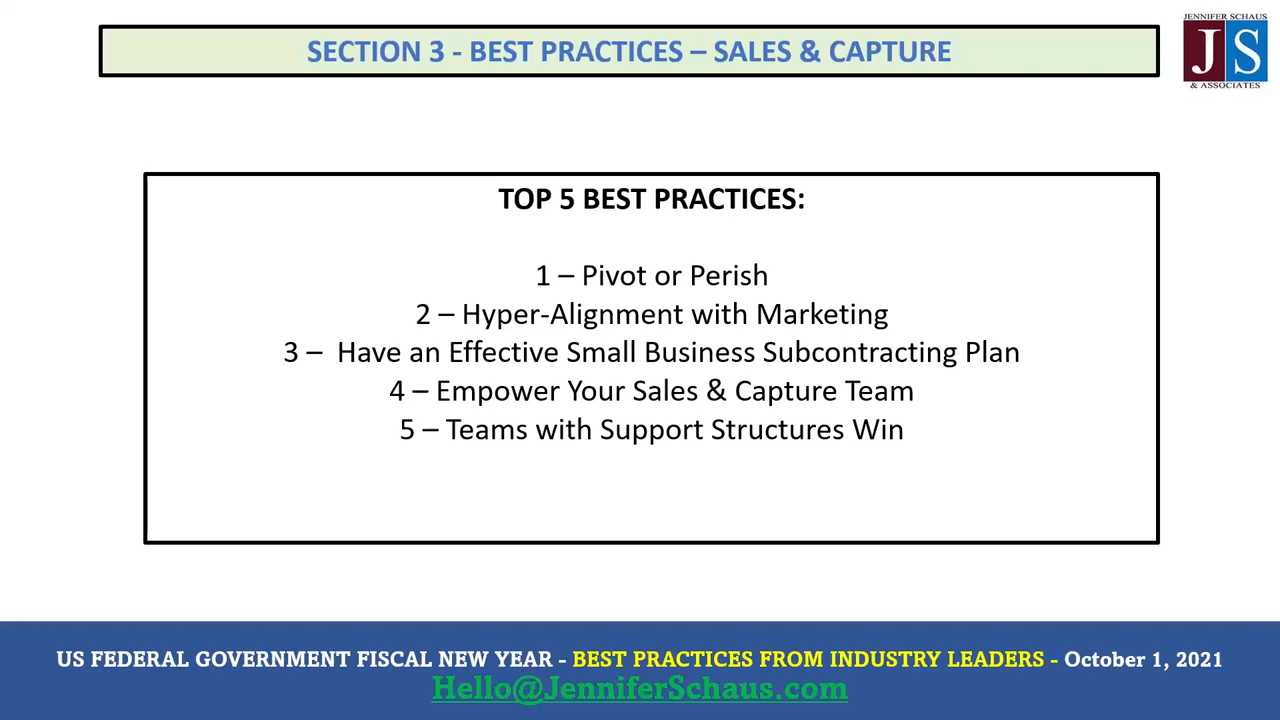 SECTION 3 - BEST PRACTICES – SALES & CAPTURE
JENNIFER SCHAUS
JS
& ASSOCIATES
TOP 5 BEST PRACTICES:
1 – Pivot or Perish
2 – Hyper-Alignment with Marketing
3 – Have an Effective Small Business Subcontracting Plan
4 – Empower Your Sales & Capture Team
5 – Teams with Support Structures Win
US FEDERAL GOVERNMENT FISCAL NEW YEAR - BEST PRACTICES FROM INDUSTRY LEADERS - October 1, 2021
Hello@JenniferSchaus.com